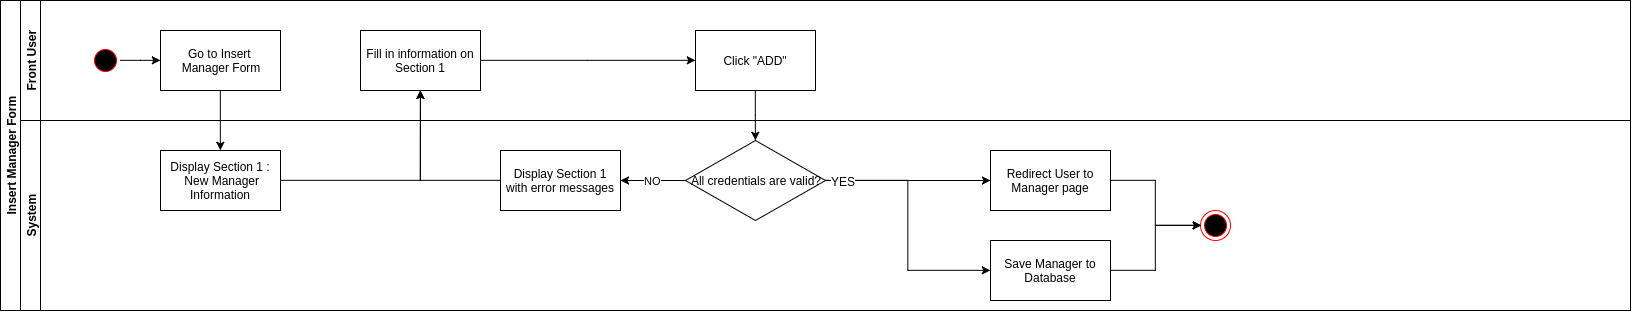 Insert Manager Form
Front User
Go to Insert
Manager Form
Fill in information on
Section 1
Click "ADD"
System
Display Section 1 :
New Manager
Information
Display Section 1
with error messages
NO
All credentials are valid?
YES
Redirect User to
Manager page
Save Manager to
Database